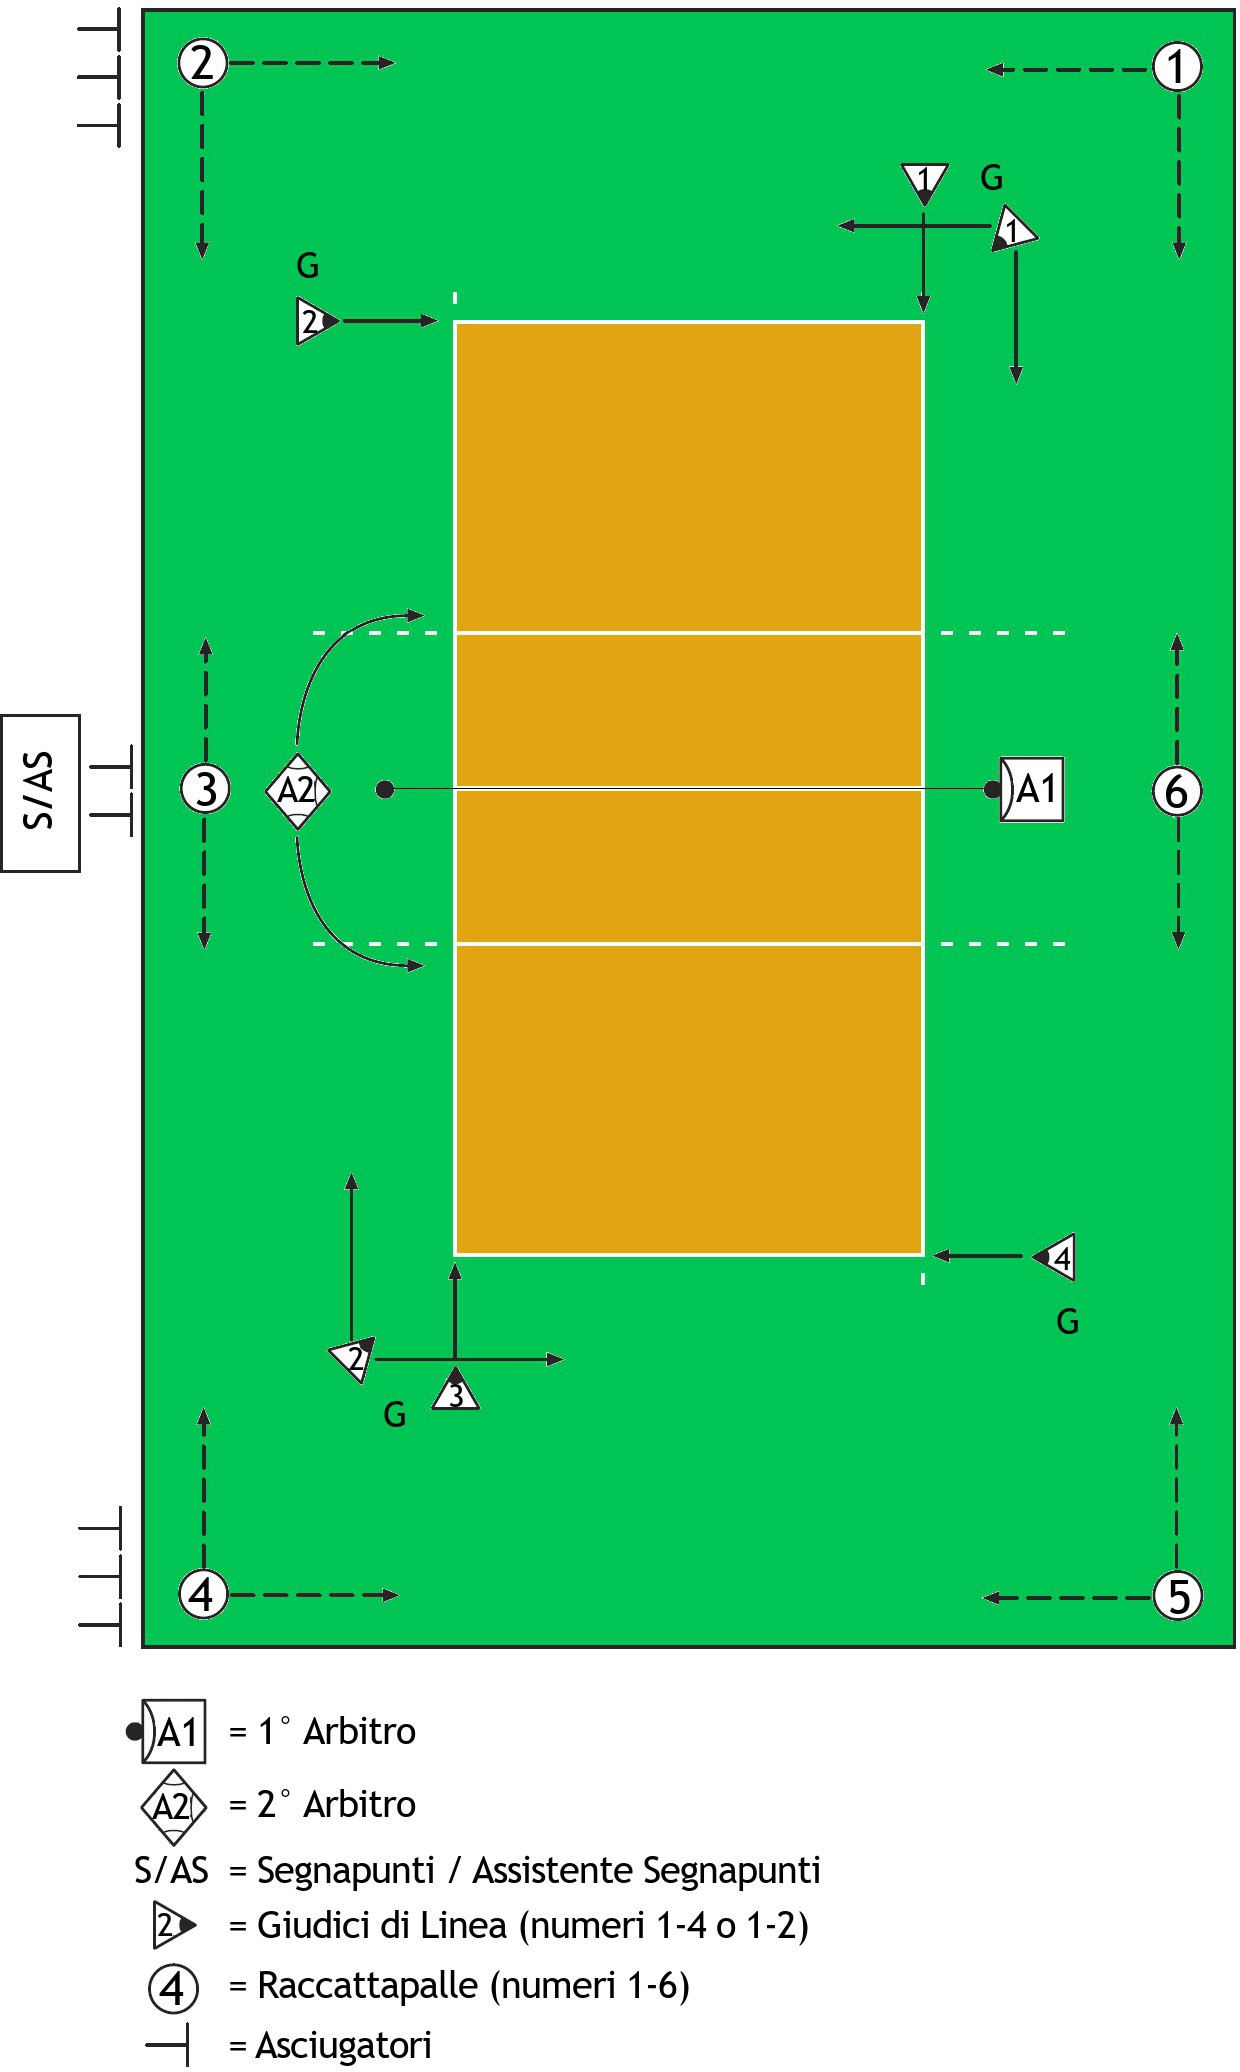 2
1
1
G
1
G
2
S/AS
3
A2
A1
6
4
G
2
3
G
4
5
A1 = 1° Arbitro
A2 = 2° Arbitro
S/AS = Segnapunti / Assistente Segnapunti
2 = Giudici di Linea (numeri 1-4 o 1-2)
4 = Raccattapalle (numeri 1-6)
= Asciugatori